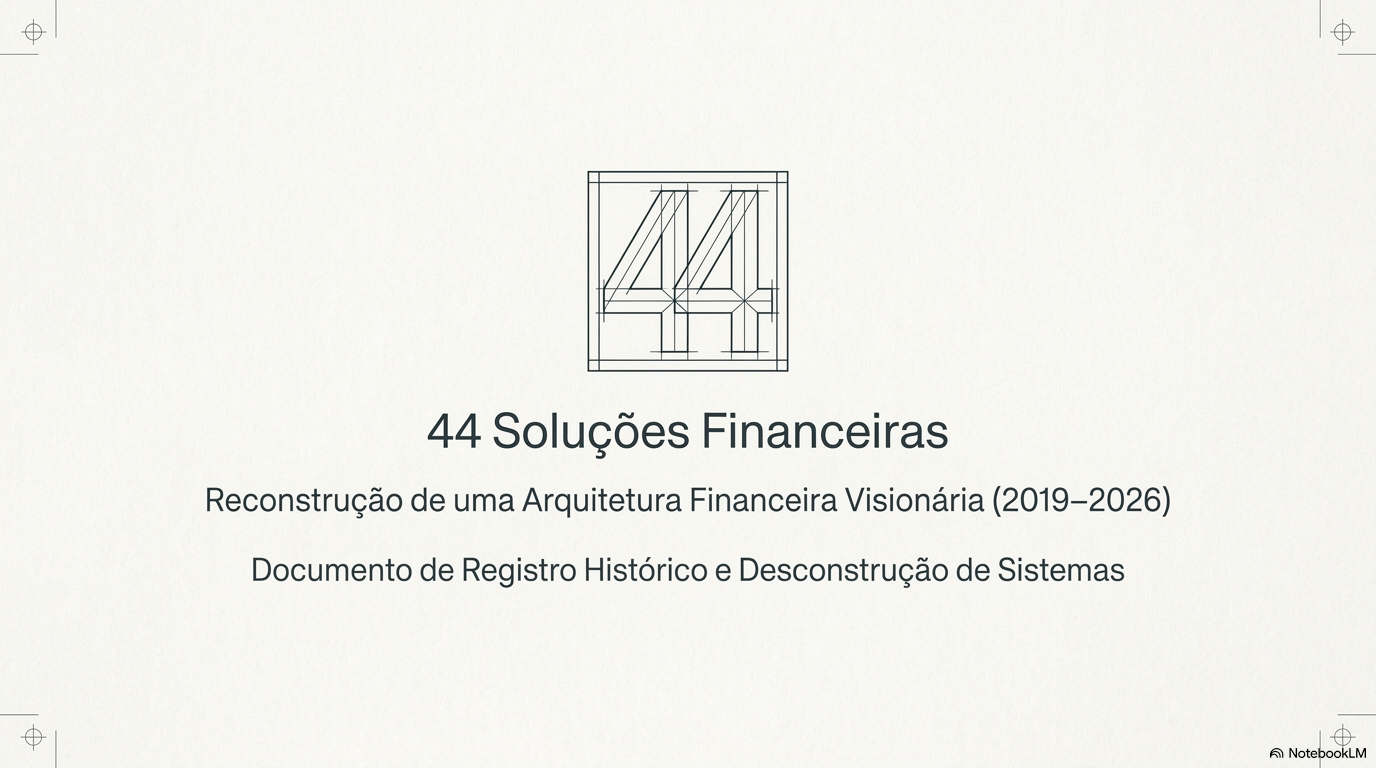 44
44 Soluções Financeiras
Reconstrução de uma Arquitetura Financeira Visionária (2019–2026)
Documento de Registro Histórico e Desconstrução de Sistemas
NotebookLM